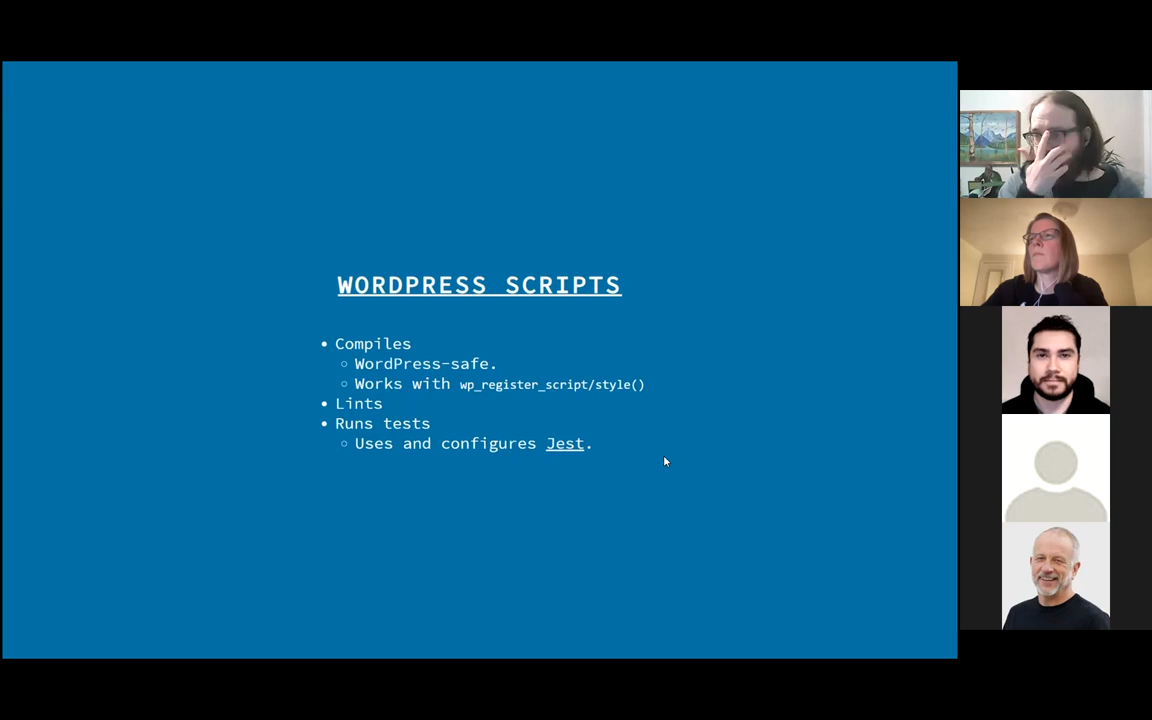 WORDPRESS SCRIPTS
• Compiles
◦ WordPress-safe.
◦ Works with wp_register_script/style()
• Lints
• Runs tests
◦ Uses and configures Jest.